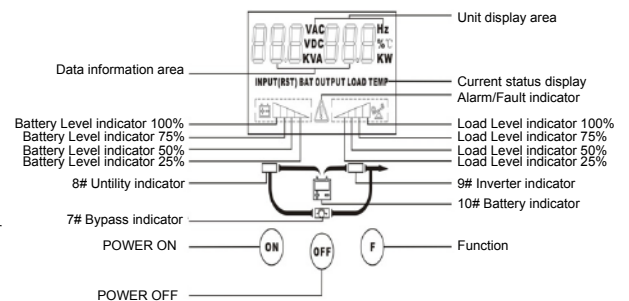 Unit display area
VAC Hz
VDC %℃
KVA KW
Data information area
INPUT(RST) BAT OUTPUT LOAD TEMP
Current status display
Alarm/Fault indicator
Battery Level indicator 100% Load Level indicator 100%
Battery Level indicator 75% Load Level indicator 75%
Battery Level indicator 50% Load Level indicator 50%
Battery Level indicator 25% Load Level indicator 25%
8# Untility indicator 9# Inverter indicator
10# Battery indicator
7# Bypass indicator
POWER ON ON OFF F Function
POWER OFF